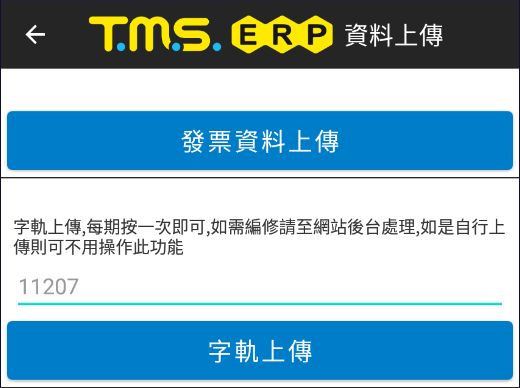 T.M.S. ERP 資料上傳
發票資料上傳
字軌上傳,每期按一次即可,如需編修請至網站後台處理,如是自行上
傳則可不用操作此功能
11207
字軌上傳